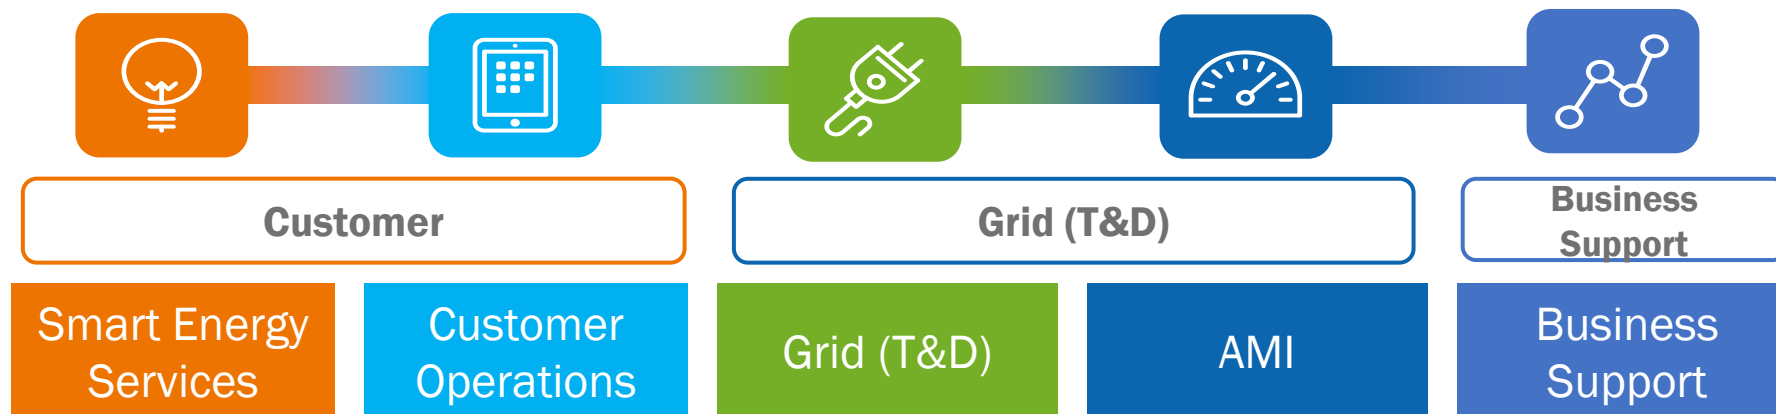 Customer
Grid (T&D)
Business
Support
Smart Energy
Services
Customer
Operations
Grid (T&D)
AMI
Business
Support